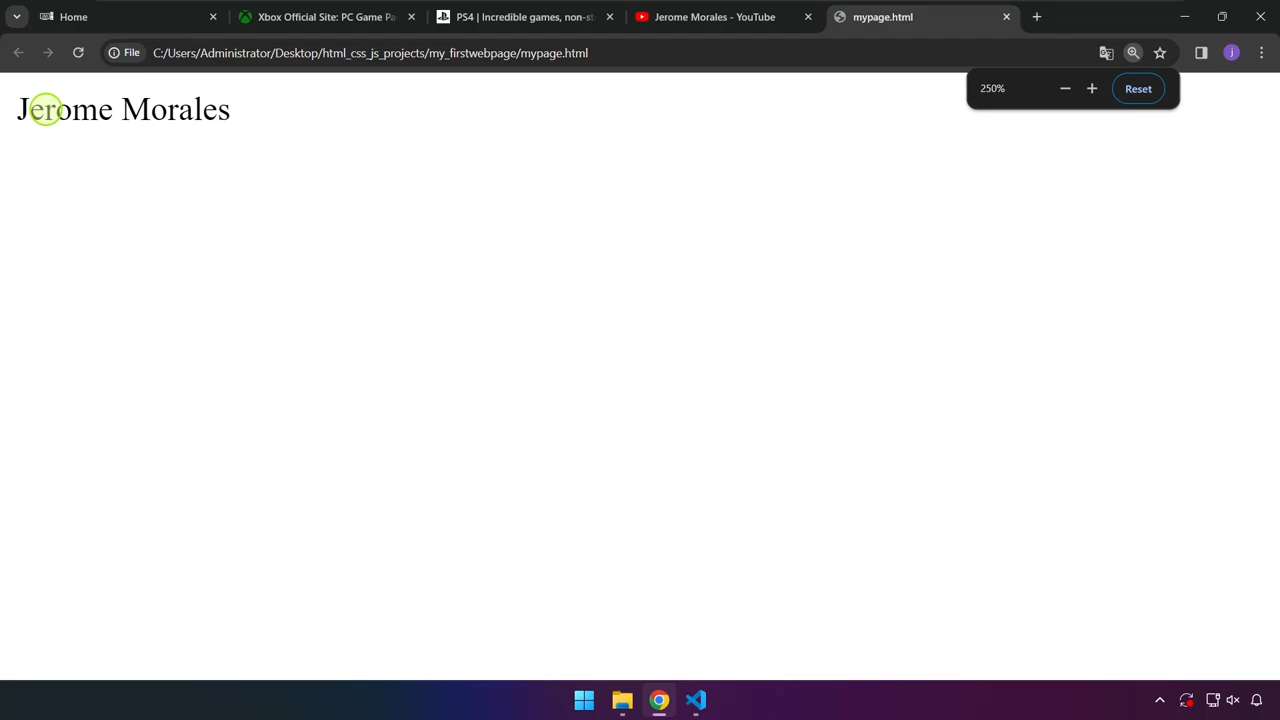 Home
Xbox Official Site: PC Game Pa
PS4 | Incredible games, non-st
Jerome Morales - YouTube
mypage.html
File
C:/Users/Administrator/Desktop/html_css_js_projects/my_firstwebpage/mypage.html
j
250%
Reset
Jerome Morales